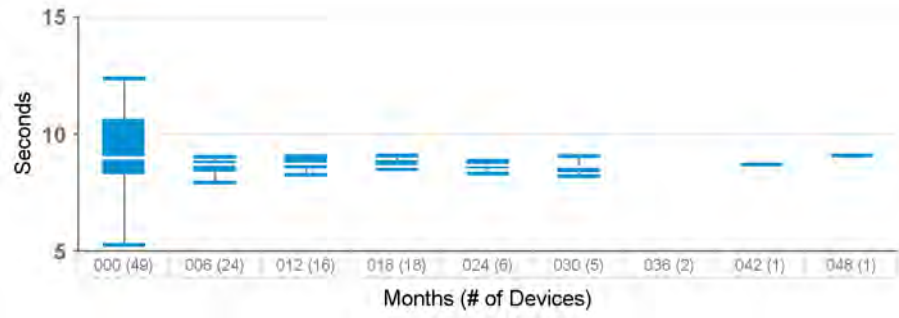 15
10
5
Seconds
000 (49) 006 (24) 012 (16) 018 (18) 024 (6) 030 (5) 036 (2) 042 (1) 048 (1)
Months (# of Devices)